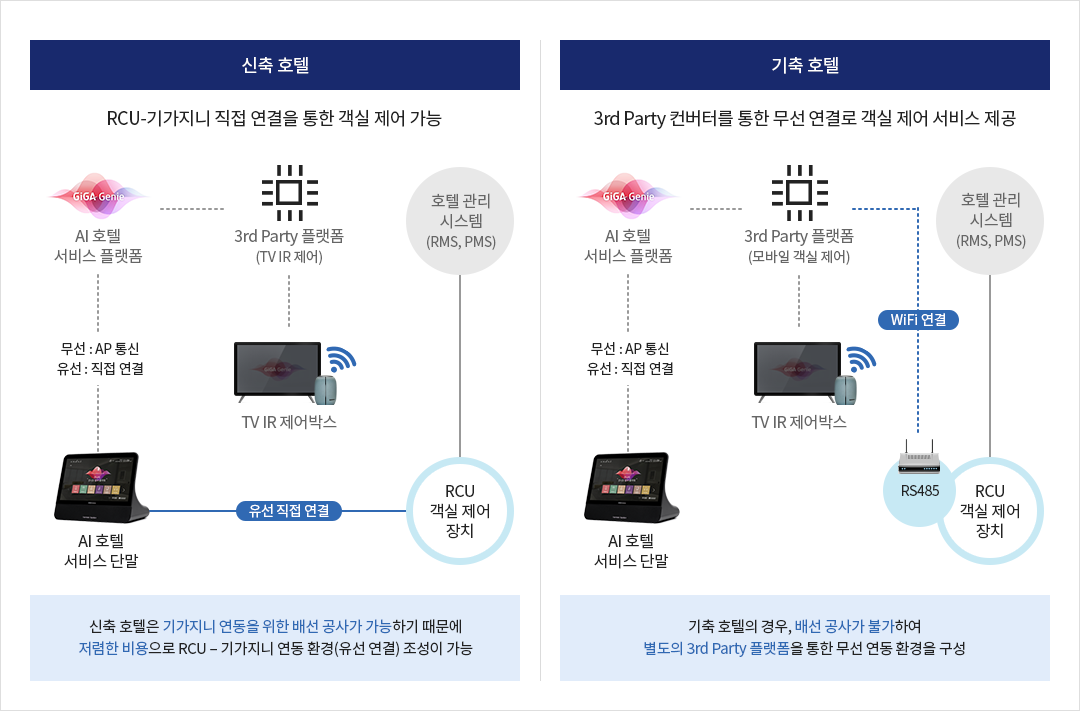 신축 호텔
RCU-기가지니 직접 연결을 통한 객실 제어 가능
GiGA Genie
AI 호텔
서비스 플랫폼
3rd Party 플랫폼
(TV IR 제어)
호텔 관리
시스템
(RMS, PMS)
무선 : AP 통신
유선 : 직접 연결
GiGA Genie
TV IR 제어박스
AI 호텔
서비스 단말
유선 직접 연결
RCU
객실 제어
장치
신축 호텔은 기가지니 연동을 위한 배선 공사가 가능하기 때문에
저렴한 비용으로 RCU – 기가지니 연동 환경(유선 연결) 조성이 가능
기축 호텔
3rd Party 컨버터를 통한 무선 연결로 객실 제어 서비스 제공
GiGA Genie
AI 호텔
서비스 플랫폼
3rd Party 플랫폼
(모바일 객실 제어)
호텔 관리
시스템
(RMS, PMS)
WiFi 연결
무선 : AP 통신
유선 : 직접 연결
GiGA Genie
TV IR 제어박스
AI 호텔
서비스 단말
RS485
RCU
객실 제어
장치
기축 호텔의 경우, 배선 공사가 불가하여
별도의 3rd Party 플랫폼을 통한 무선 연동 환경을 구성